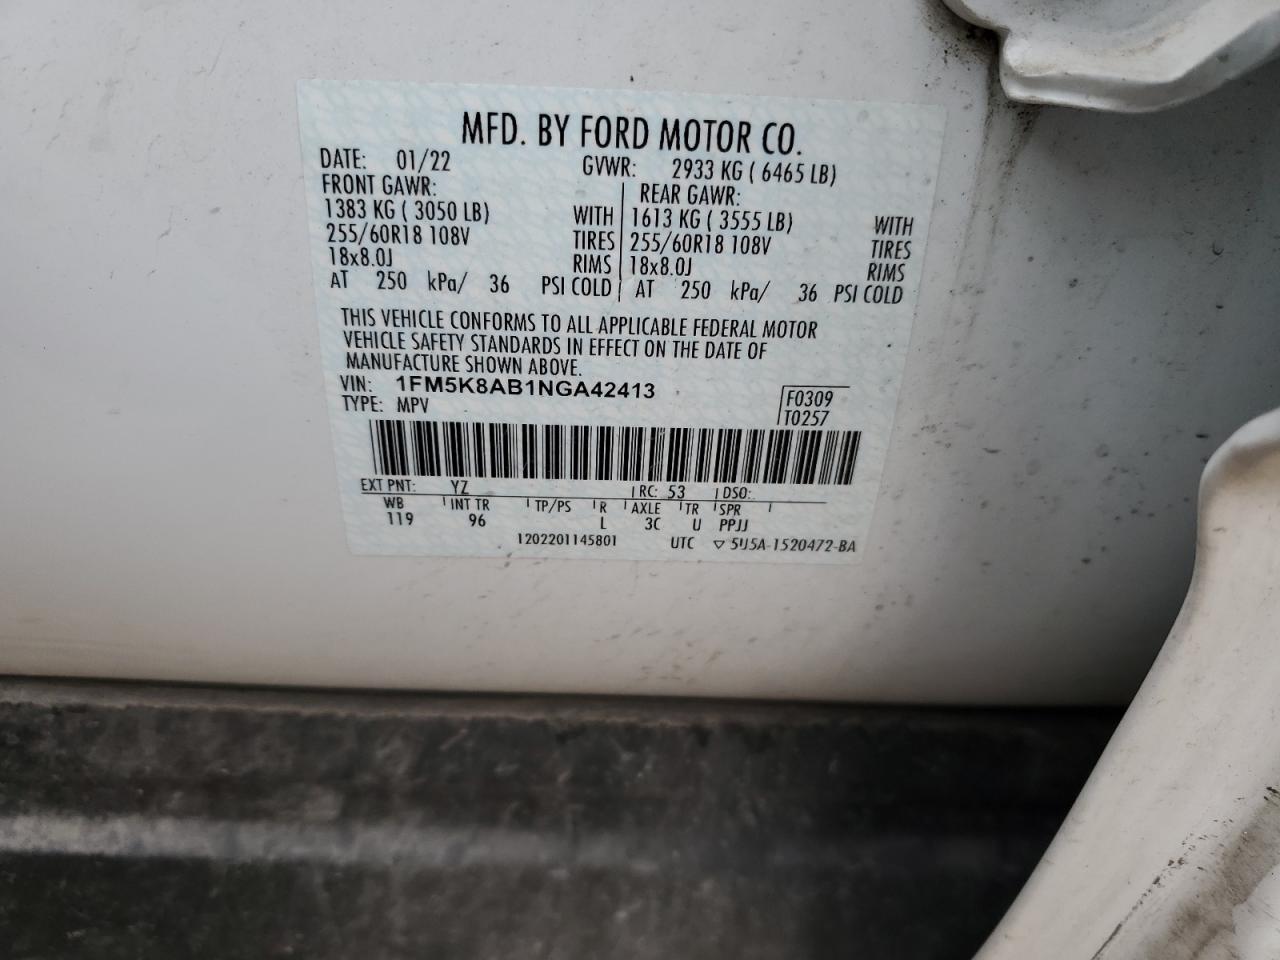 MFD. BY FORD MOTOR CO.
DATE: 01/22 GVWR: 2933 KG ( 6465 LB)
FRONT GAWR: REAR GAWR:
1383 KG ( 3050 LB) WITH 1613 KG ( 3555 LB) WITH
255/60R18 108V TIRES 255/60R18 108V TIRES
18x8.0J RIMS 18x8.0J RIMS
AT 250 kPa/ 36 PSI COLD AT 250 kPa/ 36 PSI COLD
THIS VEHICLE CONFORMS TO ALL APPLICABLE FEDERAL MOTOR
VEHICLE SAFETY STANDARDS IN EFFECT ON THE DATE OF
MANUFACTURE SHOWN ABOVE.
VIN: 1FM5K8AB1NGA42413 F0309
TYPE: MPV T0257
EXT PNT: YZ RC: 53 DSO:
WB INT TR TP/PS R AXLE TR SPR
119 96 L 3C U PPJJ
1202201145801 UTC ▽ 5U5A-1520472-BA